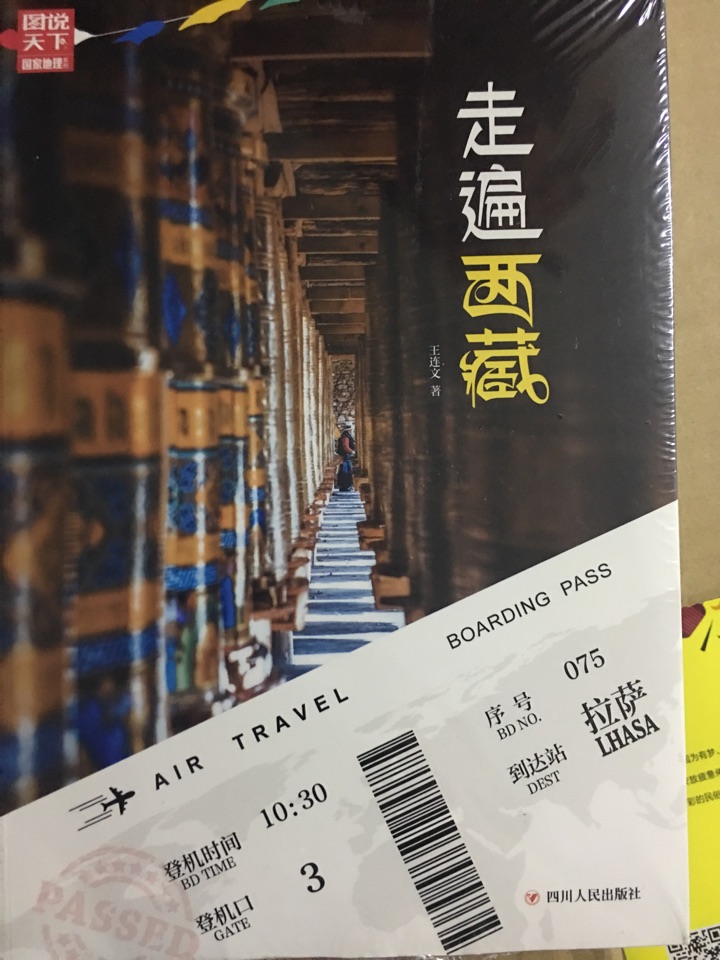 图说
天下
国家地理系列
走遍西藏
王连文 著
BOARDING PASS
AIR TRAVEL
序号 075
BD NO.
到达站 拉萨
DEST LHASA
登机时间 10:30
BD TIME
登机口 3
GATE
PASSED
四川人民出版社